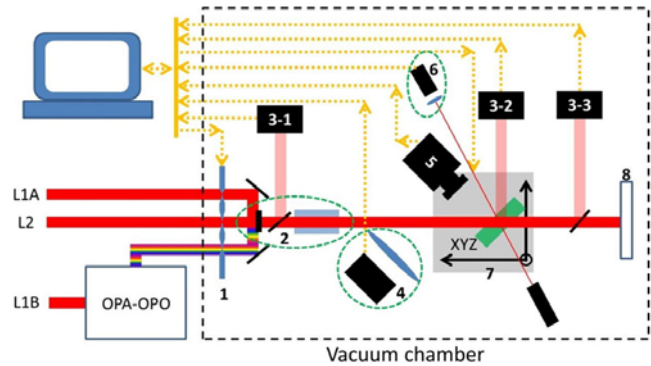 6
3-1
3-2
3-3
5
8
L1A
L2
2
XYZ
7
4
1
L1B
OPA-OPO
Vacuum chamber